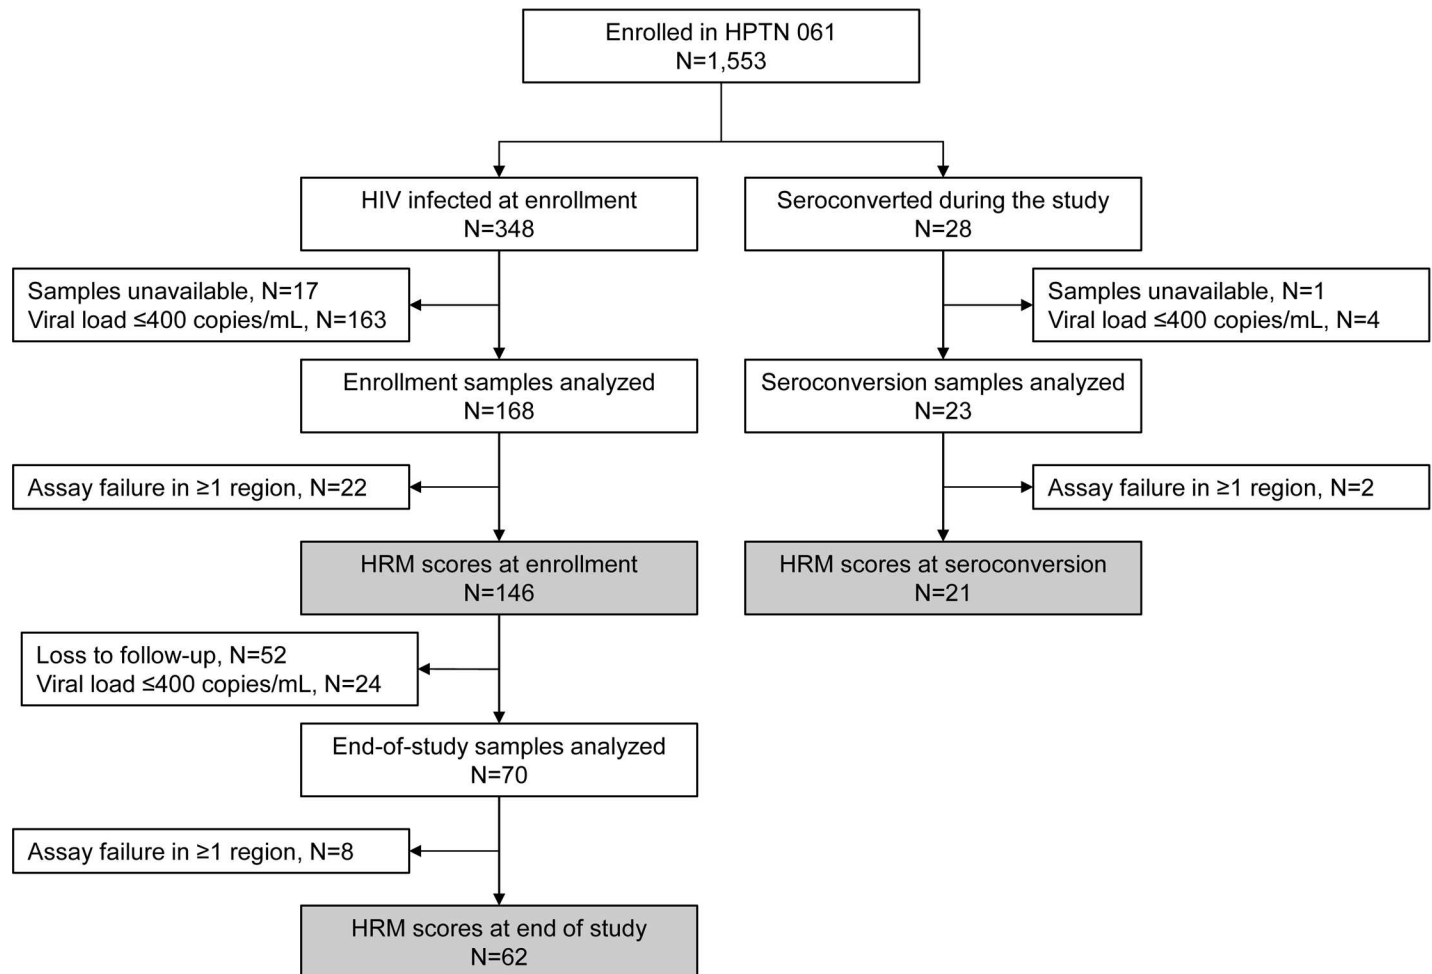 Enrolled in HPTN 061
N=1,553
HIV infected at enrollment
N=348
Seroconverted during the study
N=28
Samples unavailable, N=17
Viral load ≤400 copies/mL, N=163
Samples unavailable, N=1
Viral load ≤400 copies/mL, N=4
Enrollment samples analyzed
N=168
Seroconversion samples analyzed
N=23
Assay failure in ≥1 region, N=22
Assay failure in ≥1 region, N=2
HRM scores at enrollment
N=146
HRM scores at seroconversion
N=21
Loss to follow-up, N=52
Viral load ≤400 copies/mL, N=24
End-of-study samples analyzed
N=70
Assay failure in ≥1 region, N=8
HRM scores at end of study
N=62